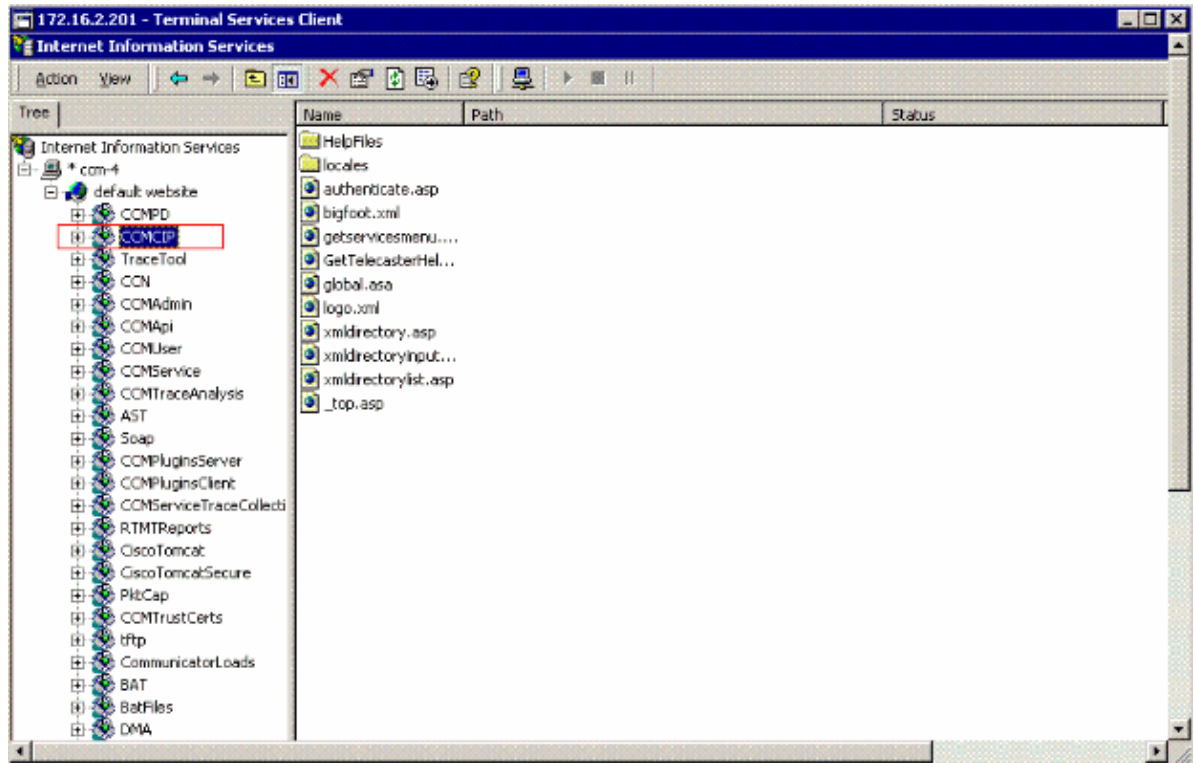 172.16.2.201 - Terminal Services Client
Internet Information Services
Action View
Tree
Name Path Status
Internet Information Services
* ccm-4
default website
CCMPD
CCMCIP
TraceTool
CCN
CCMAdmin
CCMApi
CCMUser
CCMService
CCMTraceAnalysis
AST
Soap
CCMPluginsServer
CCMPluginsClient
CCMServiceTraceCollecti
RTMTReports
CiscoTomcat
CiscoTomcatSecure
PktCap
CCMTrustCerts
tftp
CommunicatorLoads
BAT
BatFiles
DMA
HelpFiles
locales
authenticate.asp
bigfoot.xml
getservicesmenu....
GetTelecasterHel...
global.asa
logo.xml
xmldirectory.asp
xmldirectoryinput...
xmldirectorylist.asp
_top.asp